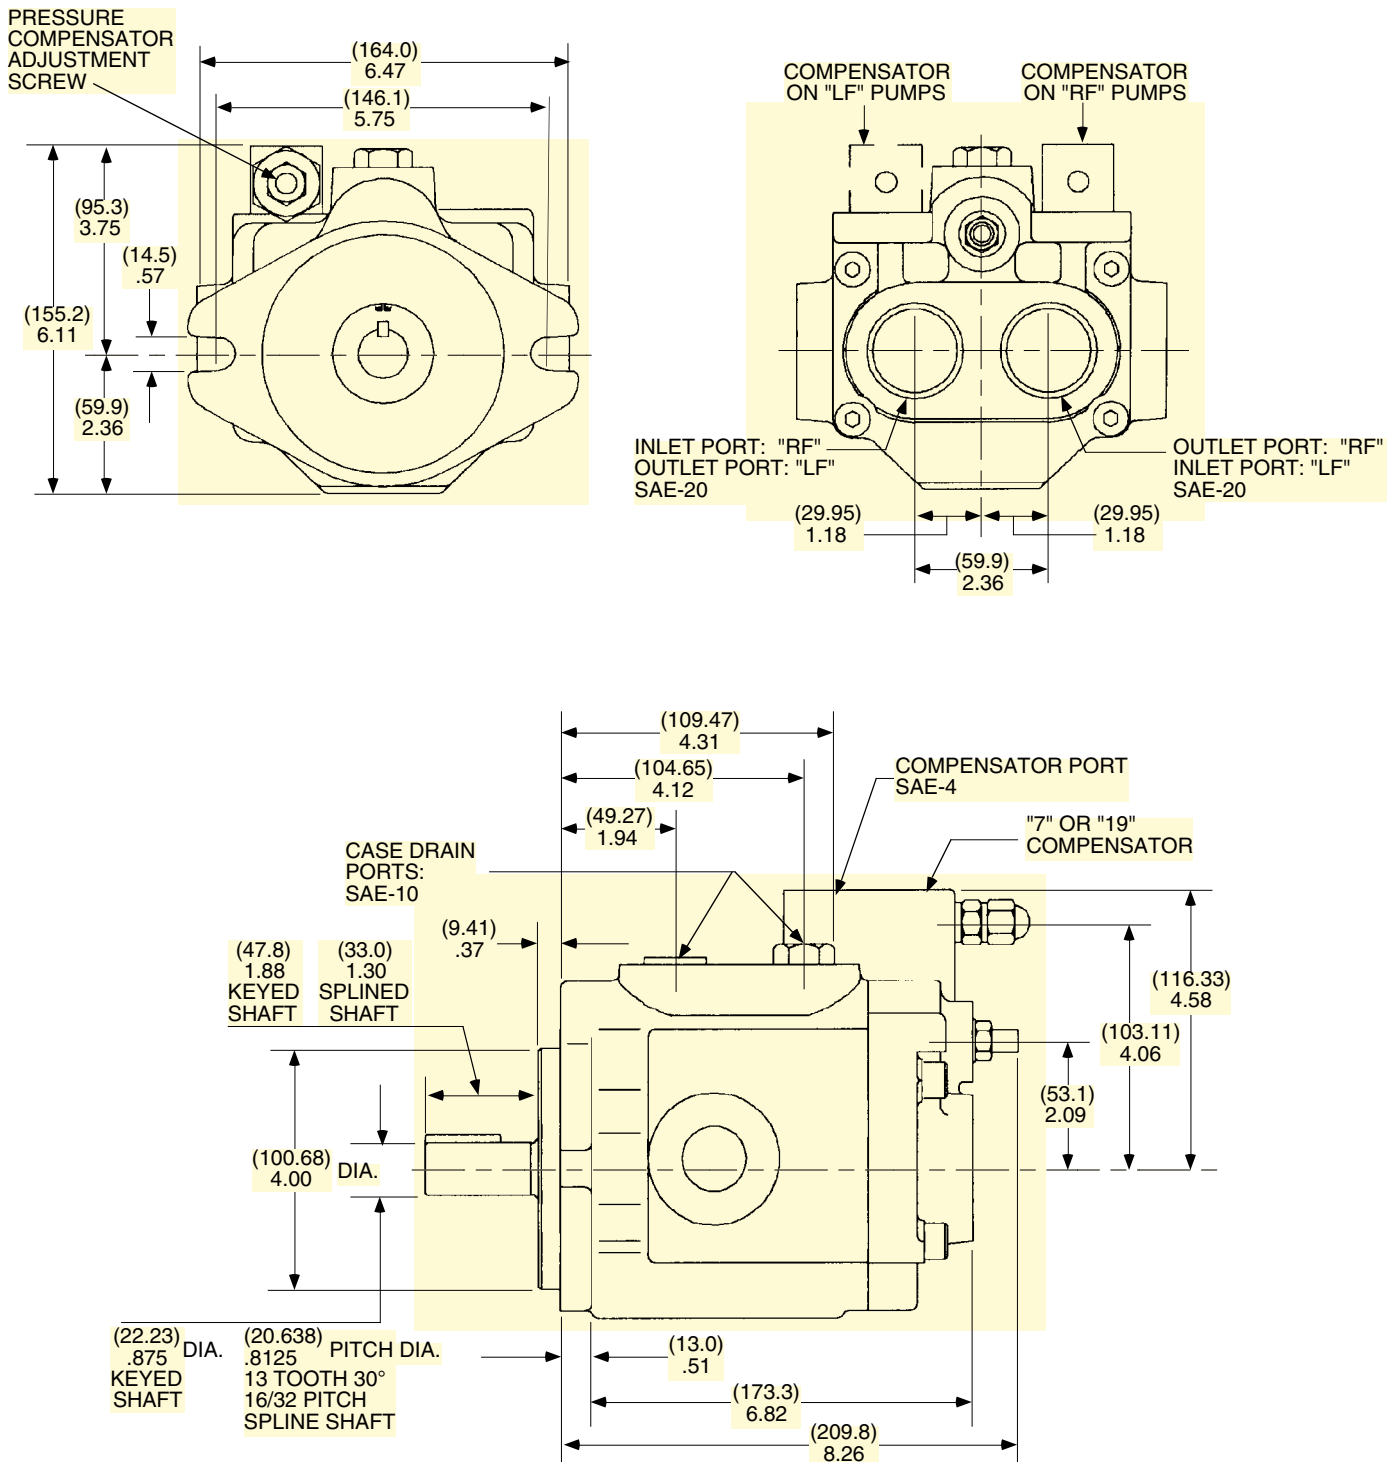 PRESSURE
COMPENSATOR
ADJUSTMENT
SCREW
(164.0)
6.47
(146.1)
5.75
(95.3)
3.75
(14.5)
.57
(155.2)
6.11
(59.9)
2.36
COMPENSATOR
ON "LF" PUMPS
COMPENSATOR
ON "RF" PUMPS
INLET PORT: "RF"
OUTLET PORT: "LF"
SAE-20
OUTLET PORT: "RF"
INLET PORT: "LF"
SAE-20
(29.95)
1.18
(29.95)
1.18
(59.9)
2.36
(109.47)
4.31
(104.65)
4.12
(49.27)
1.94
COMPENSATOR PORT
SAE-4
"7" OR "19"
COMPENSATOR
CASE DRAIN
PORTS:
SAE-10
(9.41)
.37
(47.8)
1.88
KEYED
SHAFT
(33.0)
1.30
SPLINED
SHAFT
(116.33)
4.58
(103.11)
4.06
(53.1)
2.09
(100.68)
4.00 DIA.
(22.23)
.875 DIA.
KEYED
SHAFT
(20.638)
.8125 PITCH DIA.
13 TOOTH 30°
16/32 PITCH
SPLINE SHAFT
(13.0)
.51
(173.3)
6.82
(209.8)
8.26